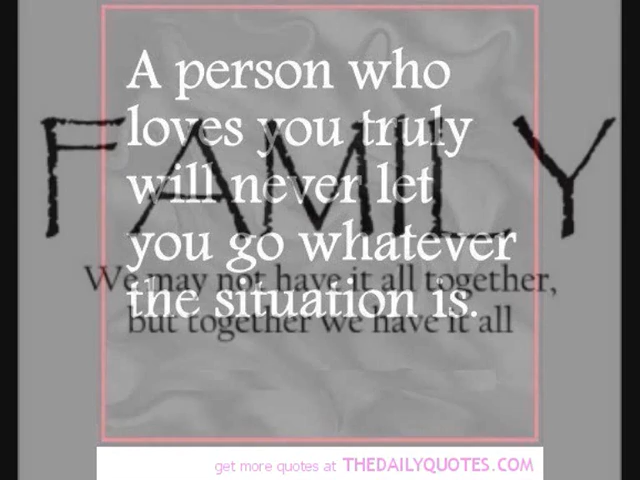 A person who
loves you truly
will never let
you go whatever
the situation is.
FAMILY
We may not have it all together,
but together we have it all
get more quotes at THEDAILYQUOTES.COM